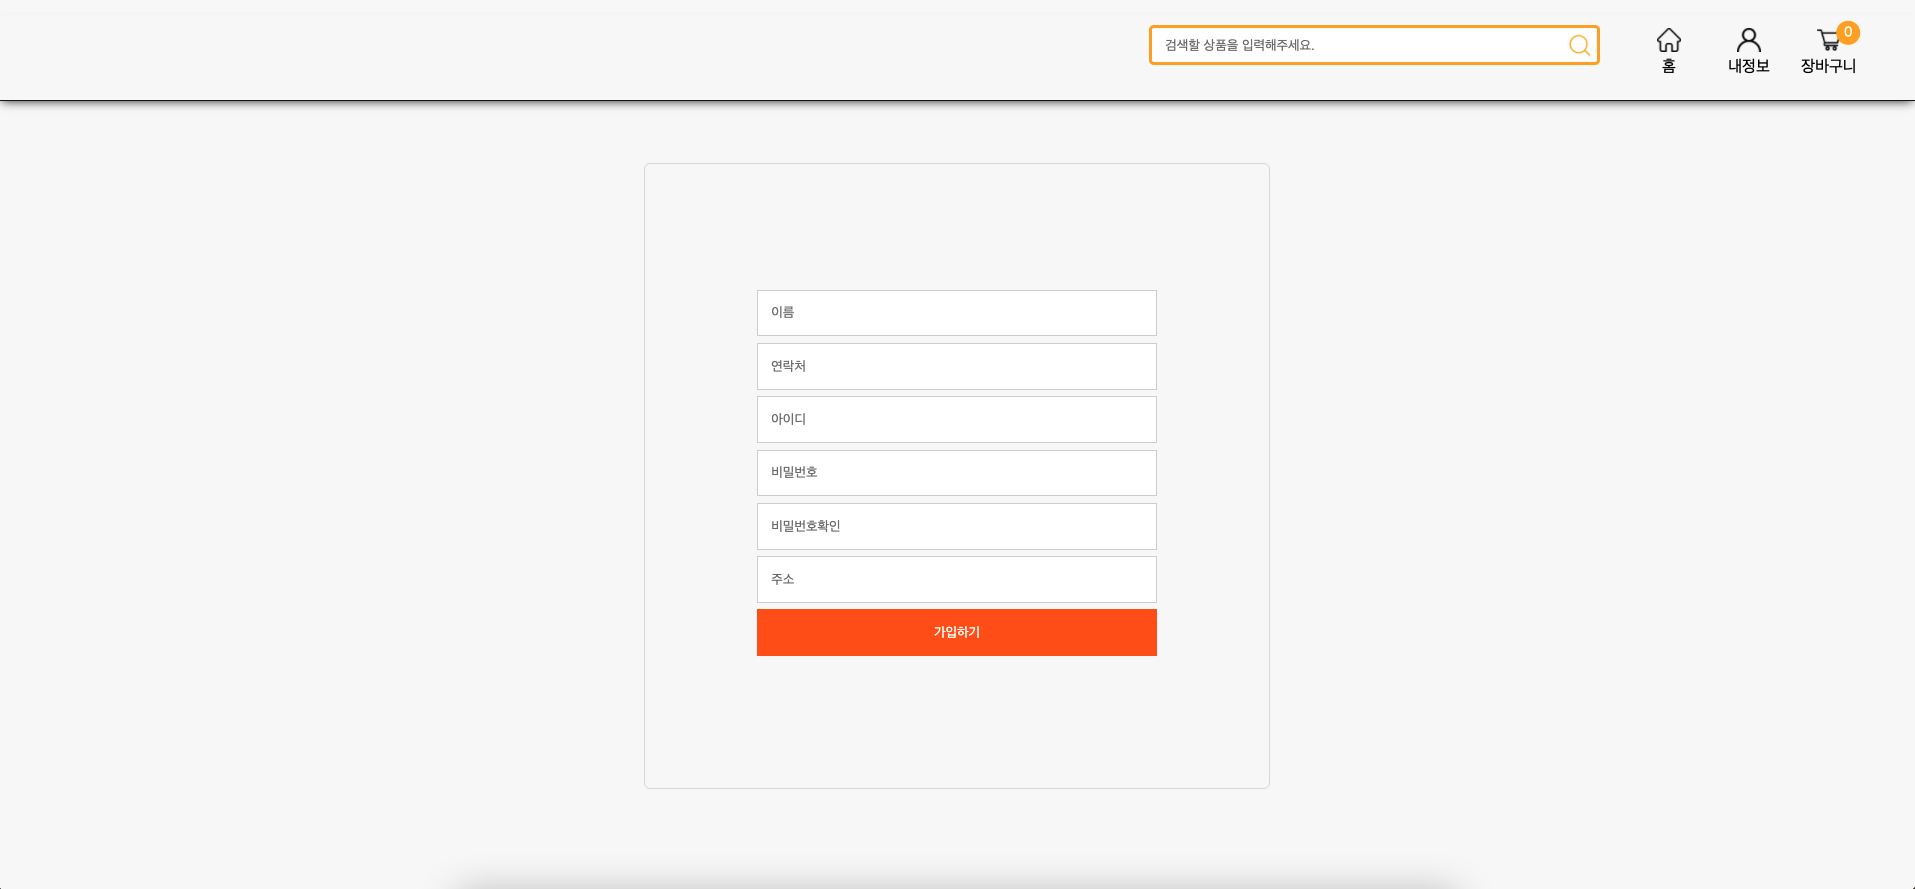 검색할 상품을 입력해주세요.
0
홈
내정보
장바구니
이름
연락처
아이디
비밀번호
비밀번호확인
주소
가입하기